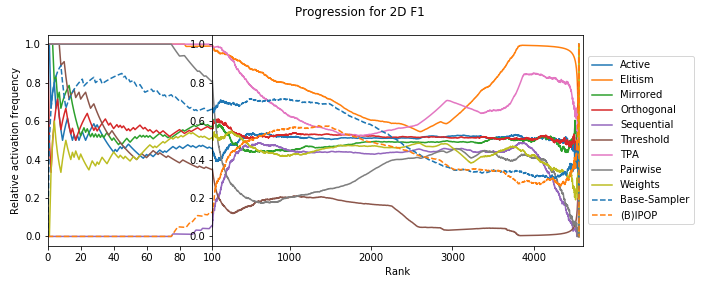 Progression for 2D F1
Relative activation frequency
1.0
0.8
0.6
0.4
0.2
0.0
0 20 40 60 80 100
1.0
0.8
0.6
0.4
0.2
0.0
1000 2000 3000 4000
Rank
Active
Elitism
Mirrored
Orthogonal
Sequential
Threshold
TPA
Pairwise
Weights
Base-Sampler
(B)IPOP